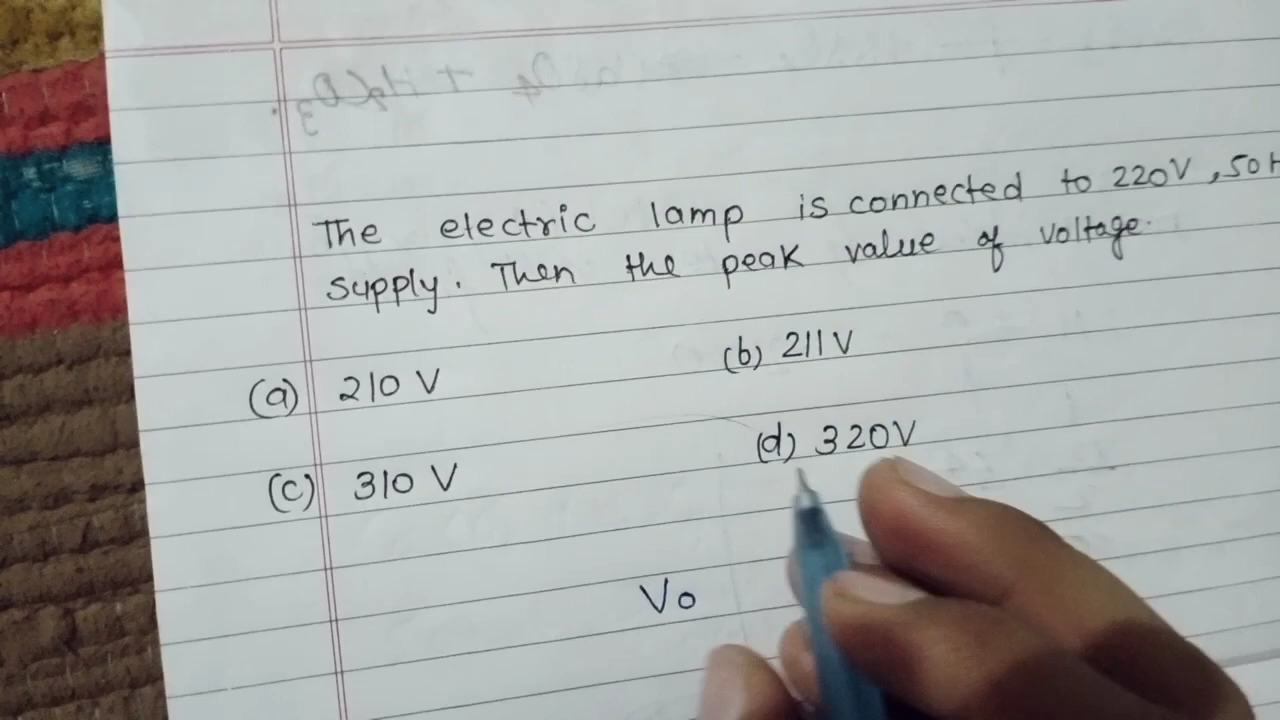 The electric lamp is connected to 220V, 50H
supply. Then the peak value of voltage.
(a) 210 V (b) 211 V
(c) 310 V (d) 320V
Vo